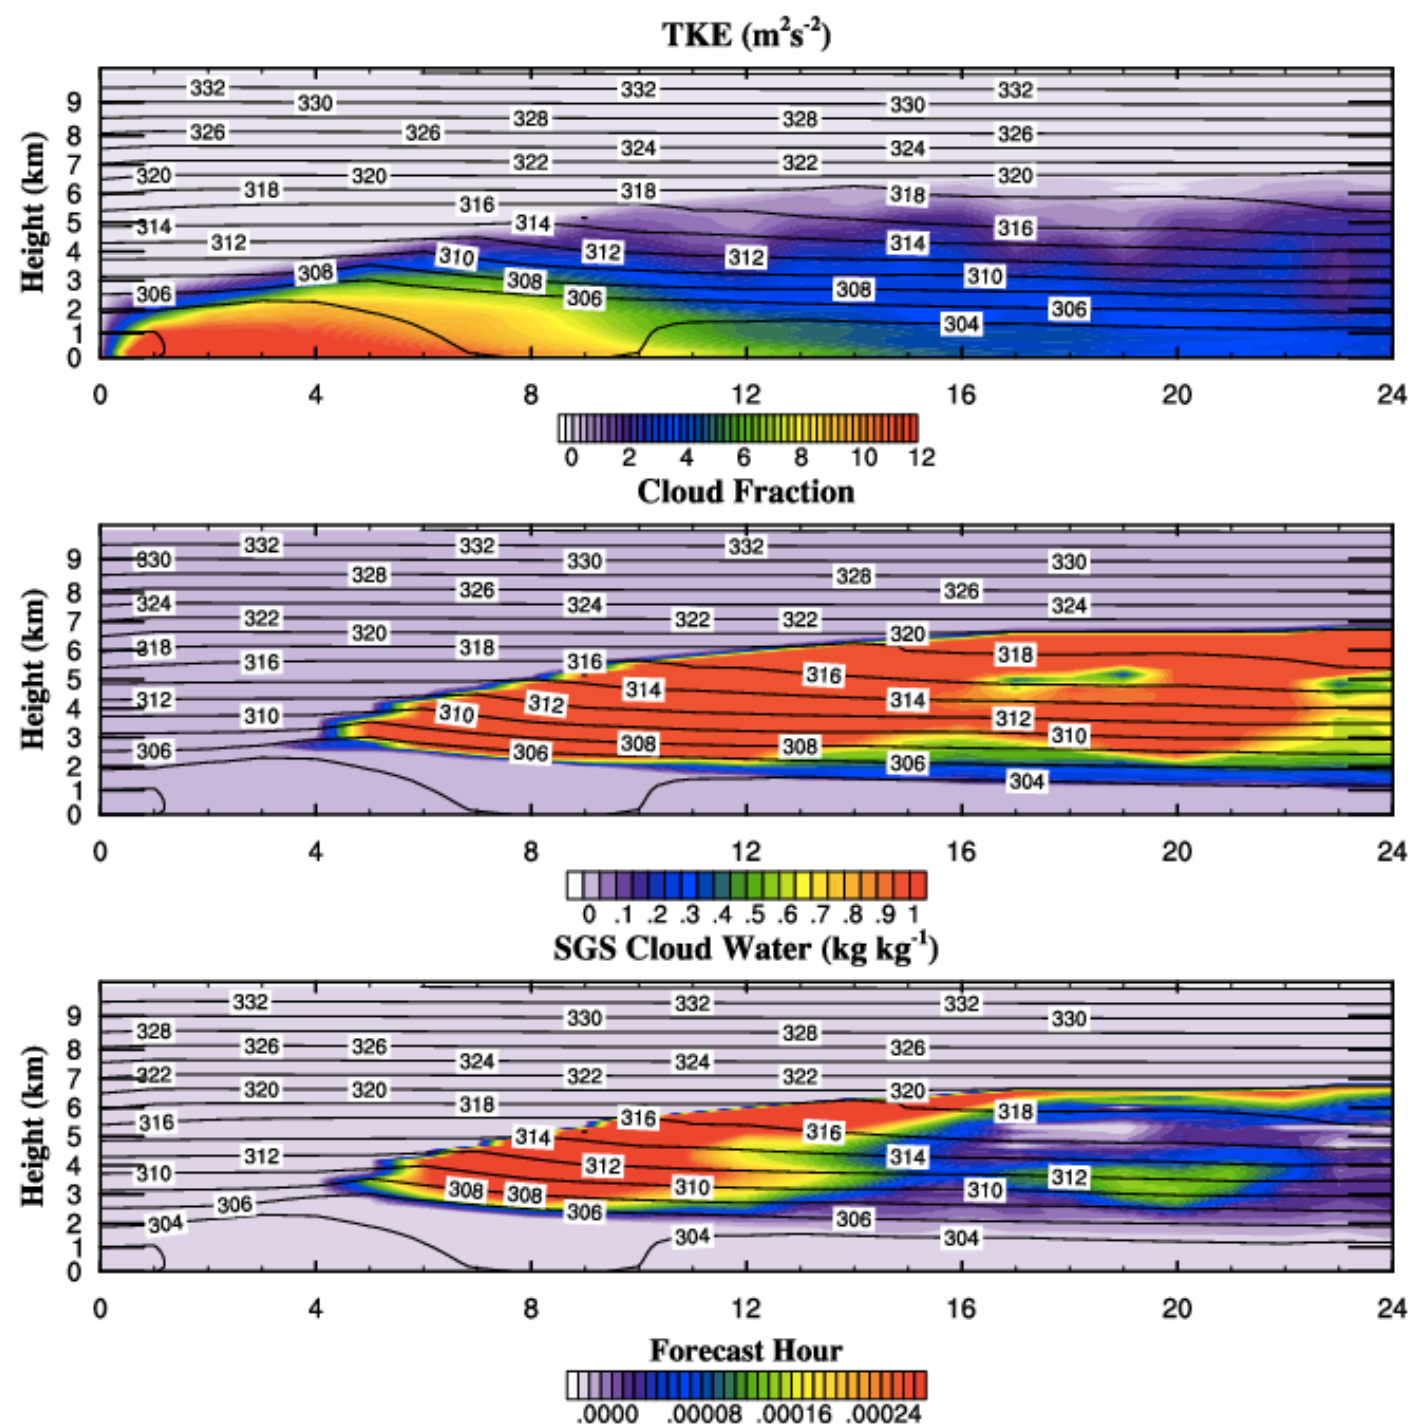 TKE (m²s⁻²)
332 332 332
9 330 330
328 328
8 326 326 326
324 324
7 322 322
320 320 320
6 318 318 318
316
5 314 314 316
4 312 312 312 314
3 308 310 308 308 310
306 306 306
2
1 304
0
Height (km)
0 4 8 12 16 20 24
0 2 4 6 8 10 12
Cloud Fraction
332 332 332
9 330 330 330
328 328
8 326 326
324 324 324
7 322 322 322
320 320
6 318 318 318
316 316 316
5 314 314
312 312 312
4 310 310 310
3 306 306 308 308 306
2
1 304
0
Height (km)
0 4 8 12 16 20 24
0 .1 .2 .3 .4 .5 .6 .7 .8 .9 1
SGS Cloud Water (kg kg⁻¹)
332 332 332
9 330 330
328 328
8 326 326 326
324 324
7 322 322 322
320 320 320
6 318 318
316 316 316
5 314 314
4 312 312 312
310 310 310
3 308 308
306 306 306
2 304 304 304
1
0
Height (km)
0 4 8 12 16 20 24
Forecast Hour
.0000 .00008 .00016 .00024